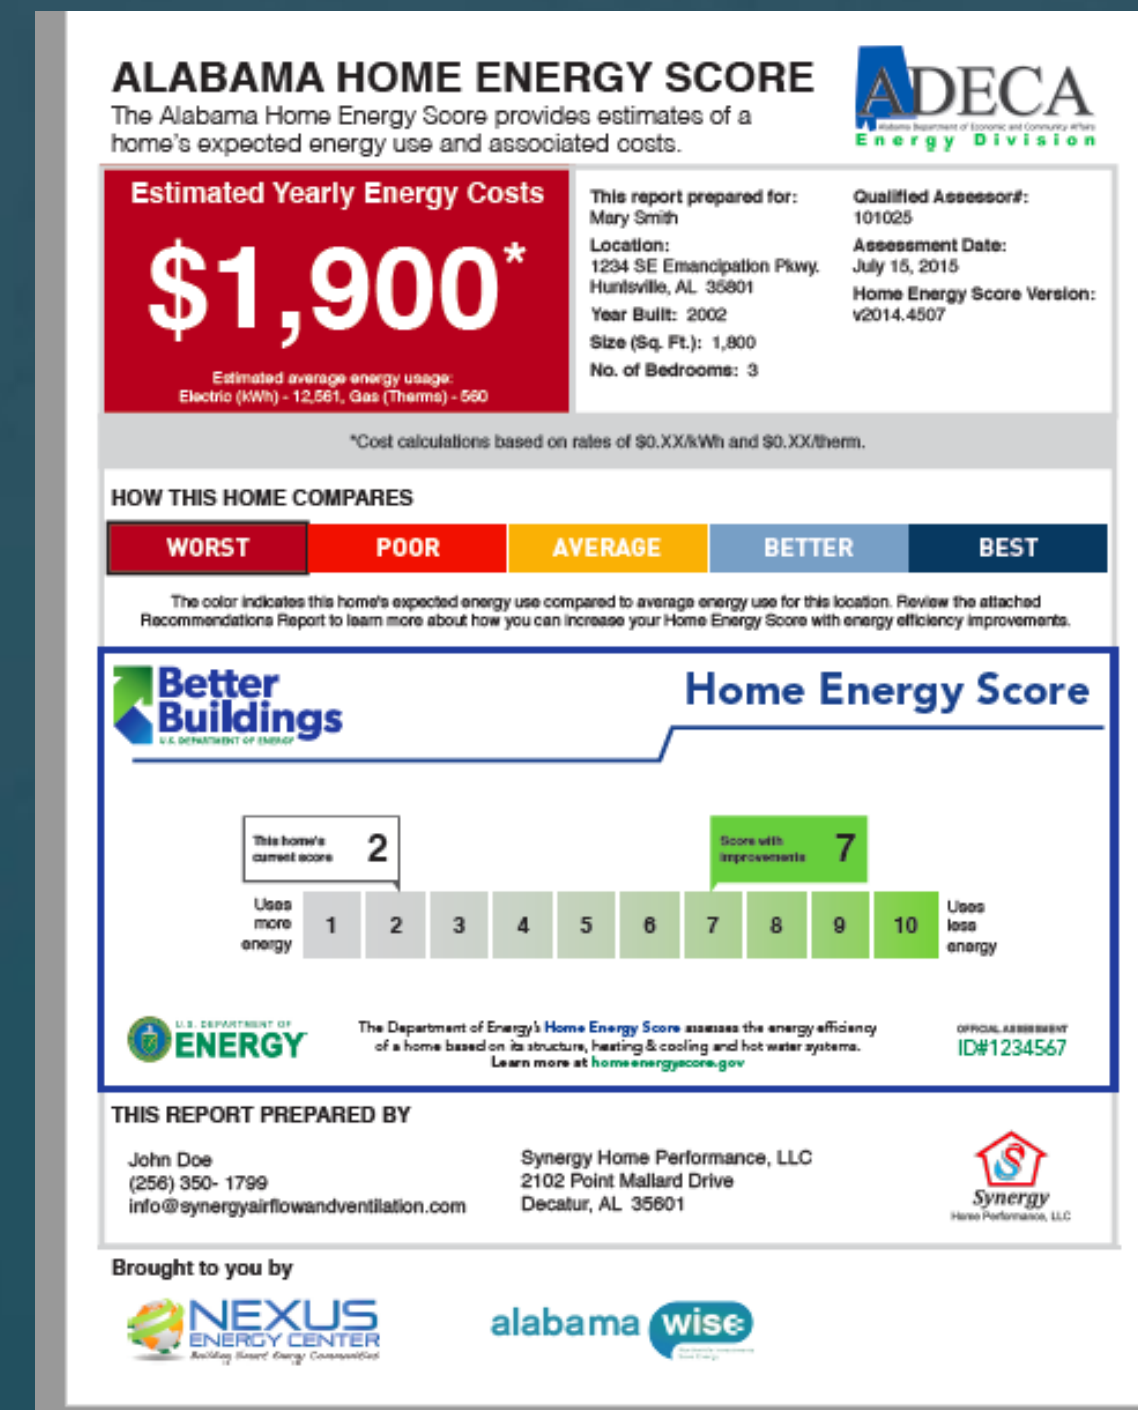 ALABAMA HOME ENERGY SCORE
The Alabama Home Energy Score provides estimates of a
home's expected energy use and associated costs.
ADECA
Alabama Department of Economic and Community Affairs
Energy Division
Estimated Yearly Energy Costs
$1,900*
Estimated average energy usage:
Electric (kWh) - 12,561, Gas (Therms) - 560
This report prepared for:
Mary Smith
Location:
1234 SE Emancipation Pkwy.
Huntsville, AL 35801
Year Built: 2002
Size (Sq. Ft.): 1,800
No. of Bedrooms: 3
Qualified Assessor#:
101025
Assessment Date:
July 15, 2015
Home Energy Score Version:
v2014.4507
*Cost calculations based on rates of $0.XX/kWh and $0.XX/therm.
HOW THIS HOME COMPARES
WORST POOR AVERAGE BETTER BEST
The color indicates this home's expected energy use compared to average energy use for this location. Review the attached
Recommendations Report to learn more about how you can increase your Home Energy Score with energy efficiency improvements.
Better
Buildings
U.S. DEPARTMENT OF ENERGY
Home Energy Score
This home's
current score
2
Score with
improvements
7
Uses
more
energy
1 2 3 4 5 6 7 8 9 10
Uses
less
energy
U.S. DEPARTMENT OF
ENERGY
The Department of Energy's Home Energy Score assesses the energy efficiency
of a home based on its structure, heating & cooling and hot water systems.
Learn more at homeenergyscore.gov
OFFICIAL ASSESSMENT
ID#1234567
THIS REPORT PREPARED BY
John Doe
(256) 350- 1799
info@synergyairflowandventilation.com
Synergy Home Performance, LLC
2102 Point Mallard Drive
Decatur, AL 35601
Synergy
Home Performance, LLC
Brought to you by
NEXUS
ENERGY CENTER
Building Smart Energy Communities
alabama wise